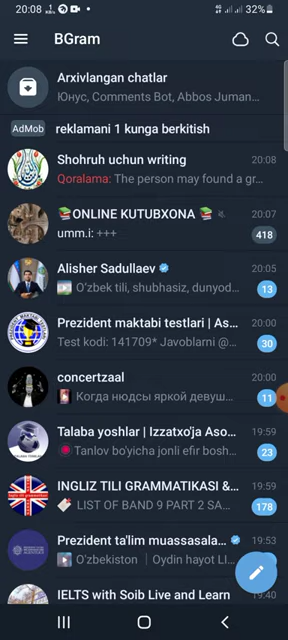 20:08
32%
BGram
Arxivlangan chatlar
Юнус, Comments Bot, Abbos Juman...
AdMob reklamani 1 kunga berkitish
Shohruh uchun writing 20:08
Qoralama: The person may found a gr...
📚ONLINE KUTUBXONA 📚 20:07
umm.i: +++ 418
Alisher Sadullaev 20:05
O'zbek tili, shubhasiz, dunyod... 13
Prezident maktabi testlari | As... 20:00
Test kodi: 141709* Javoblarni @... 30
concertzaal 20:00
Когда нюдсы яркой девуш... 11
Talaba yoshlar | Izzatxo'ja Aso... 19:59
Tanlov bo'yicha jonli efir bosh... 23
INGLIZ TILI GRAMMATIKASI &... 19:59
LIST OF BAND 9 PART 2 SA... 178
Prezident ta'lim muassasala... 19:53
O'zbekiston | Oydin hayot LI...
IELTS with Soib Live and Learn 19:40